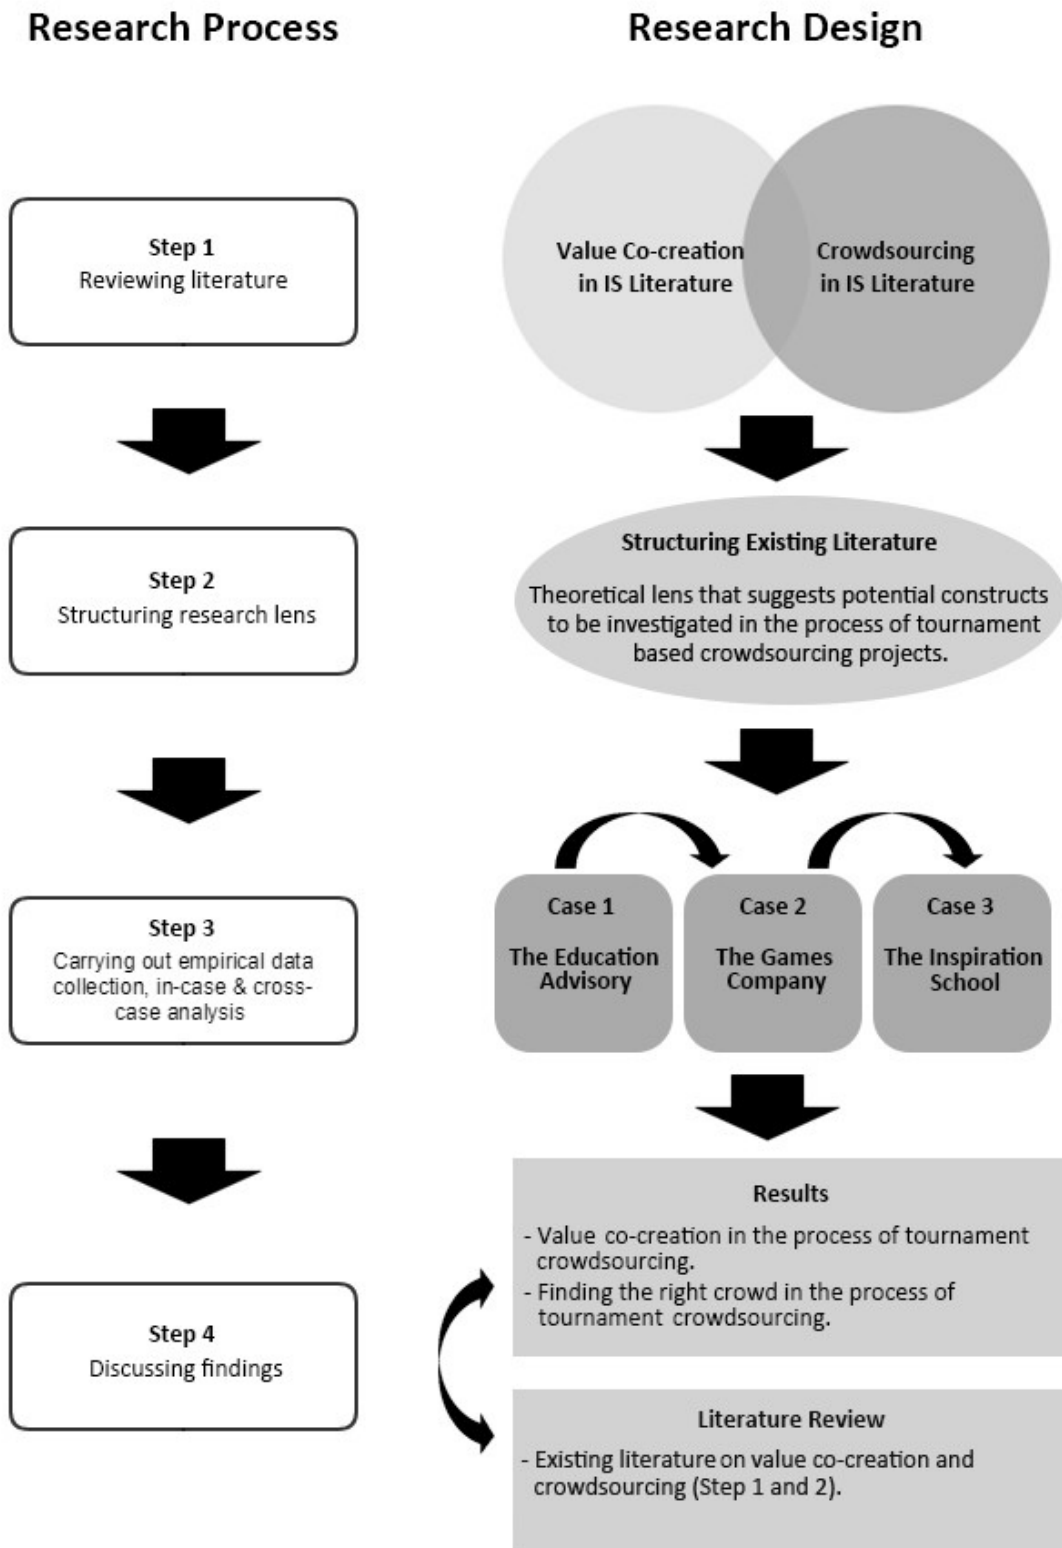 Research Process
Research Design
Step 1
Reviewing literature
Value Co-creation
in IS Literature
Crowdsourcing
in IS Literature
Step 2
Structuring research lens
Structuring Existing Literature
Theoretical lens that suggests potential constructs
to be investigated in the process of tournament
based crowdsourcing projects.
Step 3
Carrying out empirical data
collection, in-case & cross-
case analysis
Case 1
The Education
Advisory
Case 2
The Games
Company
Case 3
The Inspiration
School
Step 4
Discussing findings
Results
- Value co-creation in the process of tournament
crowdsourcing.
- Finding the right crowd in the process of
tournament crowdsourcing.
Literature Review
- Existing literature on value co-creation and
crowdsourcing (Step 1 and 2).